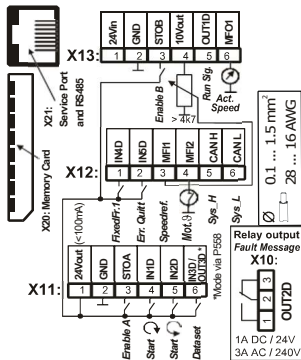 X21:
Service Port
and RS485
X20: Memory Card
X13:
24Vin
GND
STOB
10Vout
OUT1D
MFO1
1
2
3
4
5
6
Enable B
> 4k7
Run Sig.
Act.
Speed
X12:
IN4D
IN5D
MFI1
MFI2
CAN H
CAN L
1
2
3
4
5
6
FixedFr.1
Err. Quitt
Speedref.
Mot.ϑ
Sys_H
Sys_L
X11:
(<100mA)
24Vout
GND
STOA
IN1D
IN2D
IN3D /
OUT3D *
1
2
3
4
5
6
Enable A
Start
Start
Dataset
*Mode via P558
0.1 ... 1.5 mm²
28 ... 16 AWG
Relay output
Fault Message
X10:
3
2
1
OUT2D
1A DC / 24V
3A AC / 240V